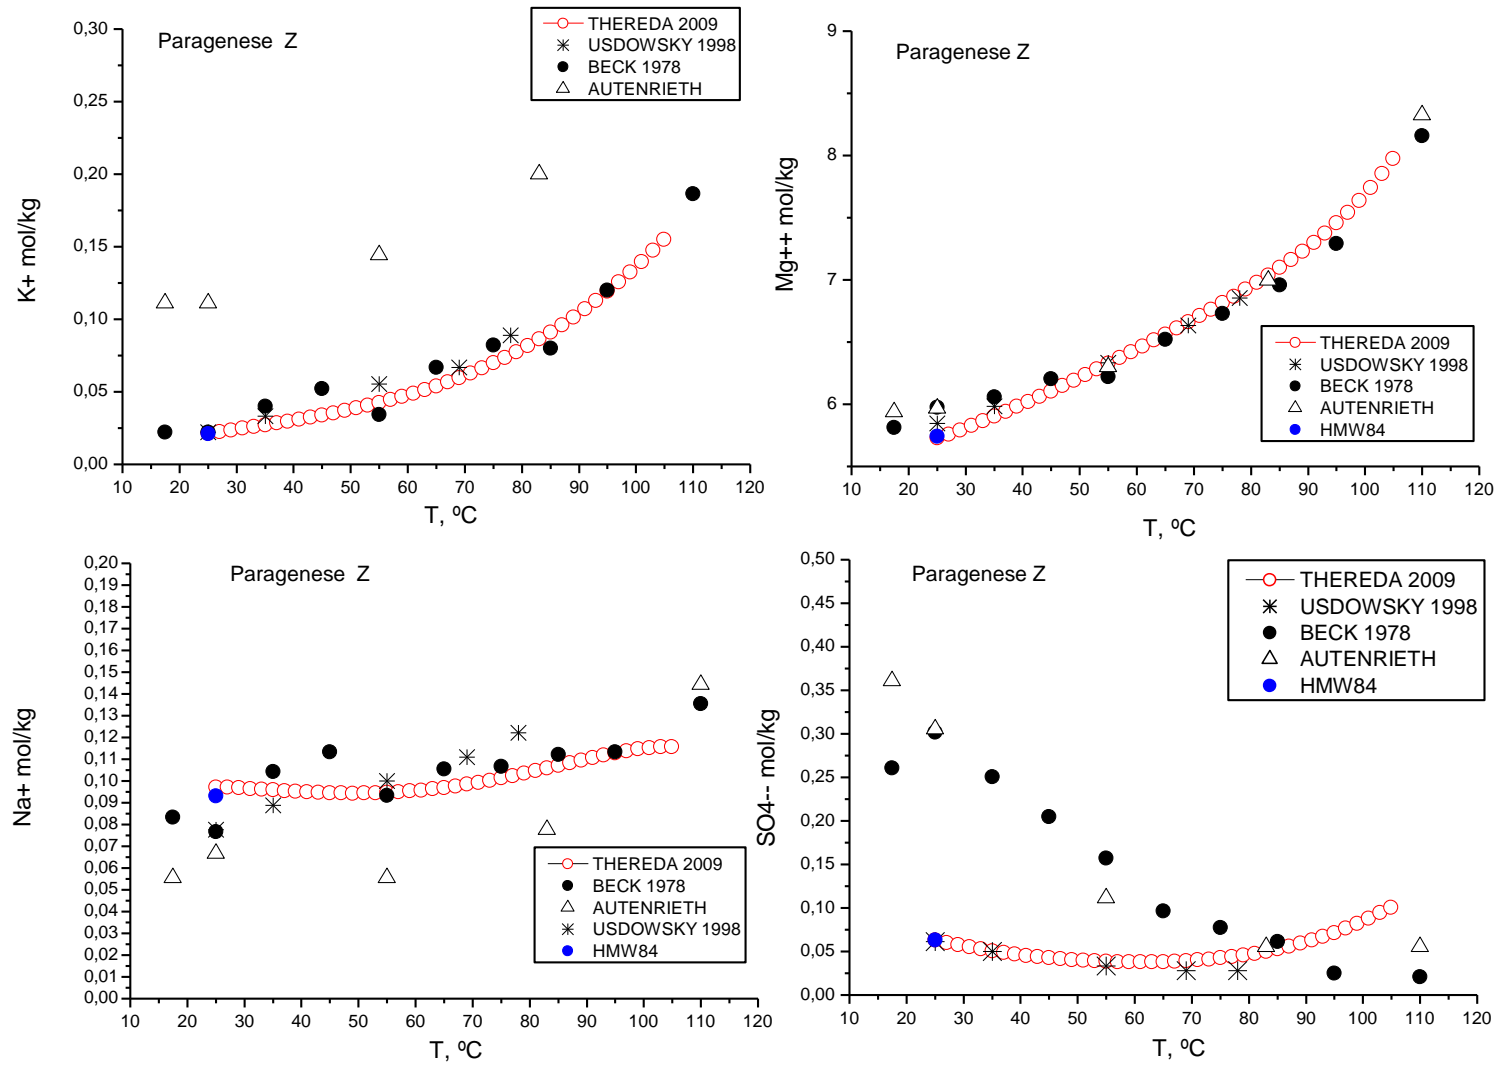 Paragenese Z
THEREDA 2009
USDOWSKY 1998
BECK 1978
AUTENRIETH
0,30
0,25
0,20
0,15
0,10
0,05
0,00
K+ mol/kg
10 20 30 40 50 60 70 80 90 100 110 120
T, ºC
Paragenese Z
9
8
7
6
Mg++ mol/kg
THEREDA 2009
USDOWSKY 1998
BECK 1978
AUTENRIETH
HMW84
10 20 30 40 50 60 70 80 90 100 110 120
T, ºC
Paragenese Z
0,20
0,19
0,18
0,17
0,16
0,15
0,14
0,13
0,12
0,11
0,10
0,09
0,08
0,07
0,06
0,05
0,04
0,03
0,02
0,01
0,00
Na+ mol/kg
THEREDA 2009
BECK 1978
AUTENRIETH
USDOWSKY 1998
HMW84
10 20 30 40 50 60 70 80 90 100 110 120
T, ºC
Paragenese Z
THEREDA 2009
USDOWSKY 1998
BECK 1978
AUTENRIETH
HMW84
0,50
0,45
0,40
0,35
0,30
0,25
0,20
0,15
0,10
0,05
0,00
SO4-- mol/kg
10 20 30 40 50 60 70 80 90 100 110 120
T, ºC